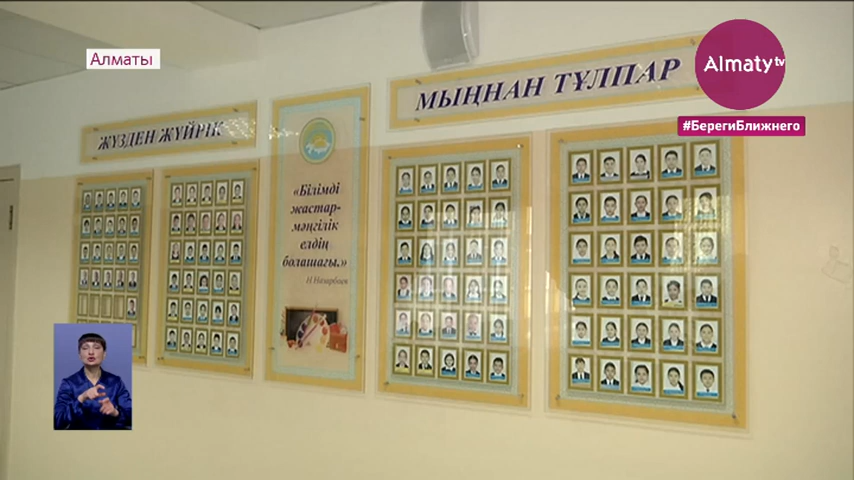 Алматы
Almaty tv
#БерегиБлижнего
ЖҮЗДЕН ЖҮЙРІК
МЫҢНАН ТҰЛПАР
«Білімді
жастар-
мәңгілік
елдің
болашағы.»
Н.Назарбаев